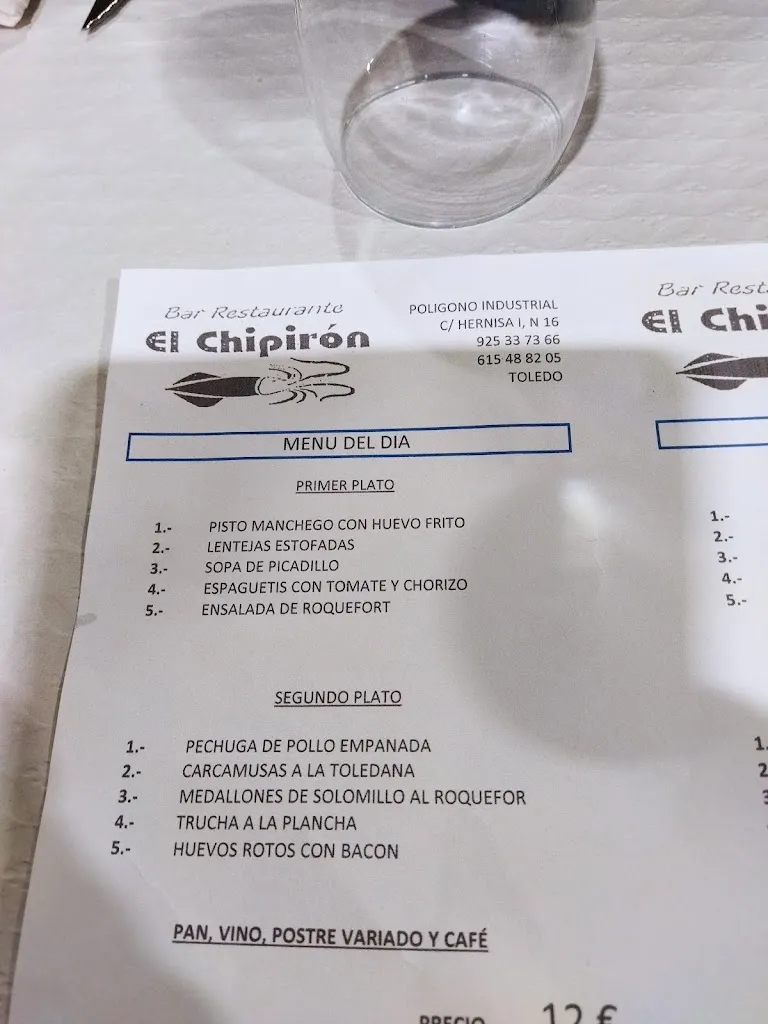 Bar Restaurante
El Chipirón
POLIGONO INDUSTRIAL
C/ HERNISA I, N 16
925 33 73 66
615 48 82 05
TOLEDO
MENU DEL DIA
PRIMER PLATO
1.- PISTO MANCHEGO CON HUEVO FRITO
2.- LENTEJAS ESTOFADAS
3.- SOPA DE PICADILLO
4.- ESPAGUETIS CON TOMATE Y CHORIZO
5.- ENSALADA DE ROQUEFORT
SEGUNDO PLATO
1.- PECHUGA DE POLLO EMPANADA
2.- CARCAMUSAS A LA TOLEDANA
3.- MEDALLONES DE SOLOMILLO AL ROQUEFOR
4.- TRUCHA A LA PLANCHA
5.- HUEVOS ROTOS CON BACON
PAN, VINO, POSTRE VARIADO Y CAFÉ
PRECIO 12 €
Bar
El
1.-
2.-
3.-
4.-
5.-